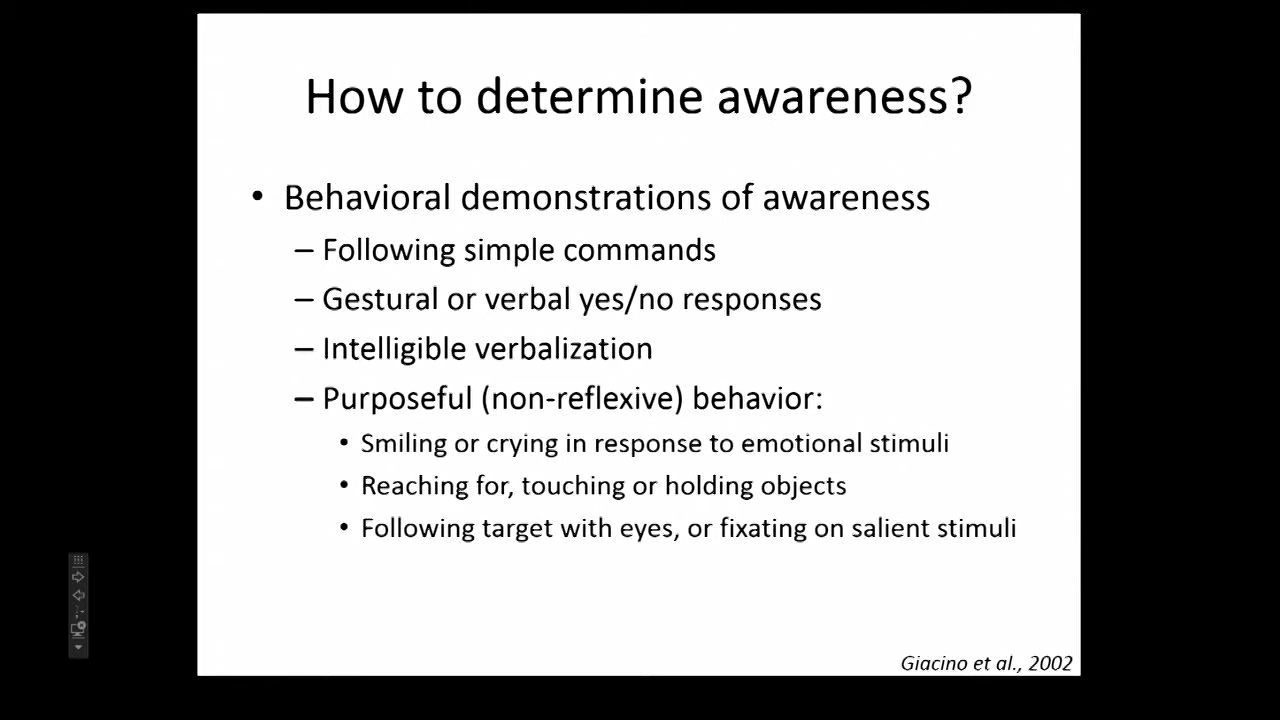 How to determine awareness?
• Behavioral demonstrations of awareness
– Following simple commands
– Gestural or verbal yes/no responses
– Intelligible verbalization
– Purposeful (non-reflexive) behavior:
• Smiling or crying in response to emotional stimuli
• Reaching for, touching or holding objects
• Following target with eyes, or fixating on salient stimuli
Giacino et al., 2002